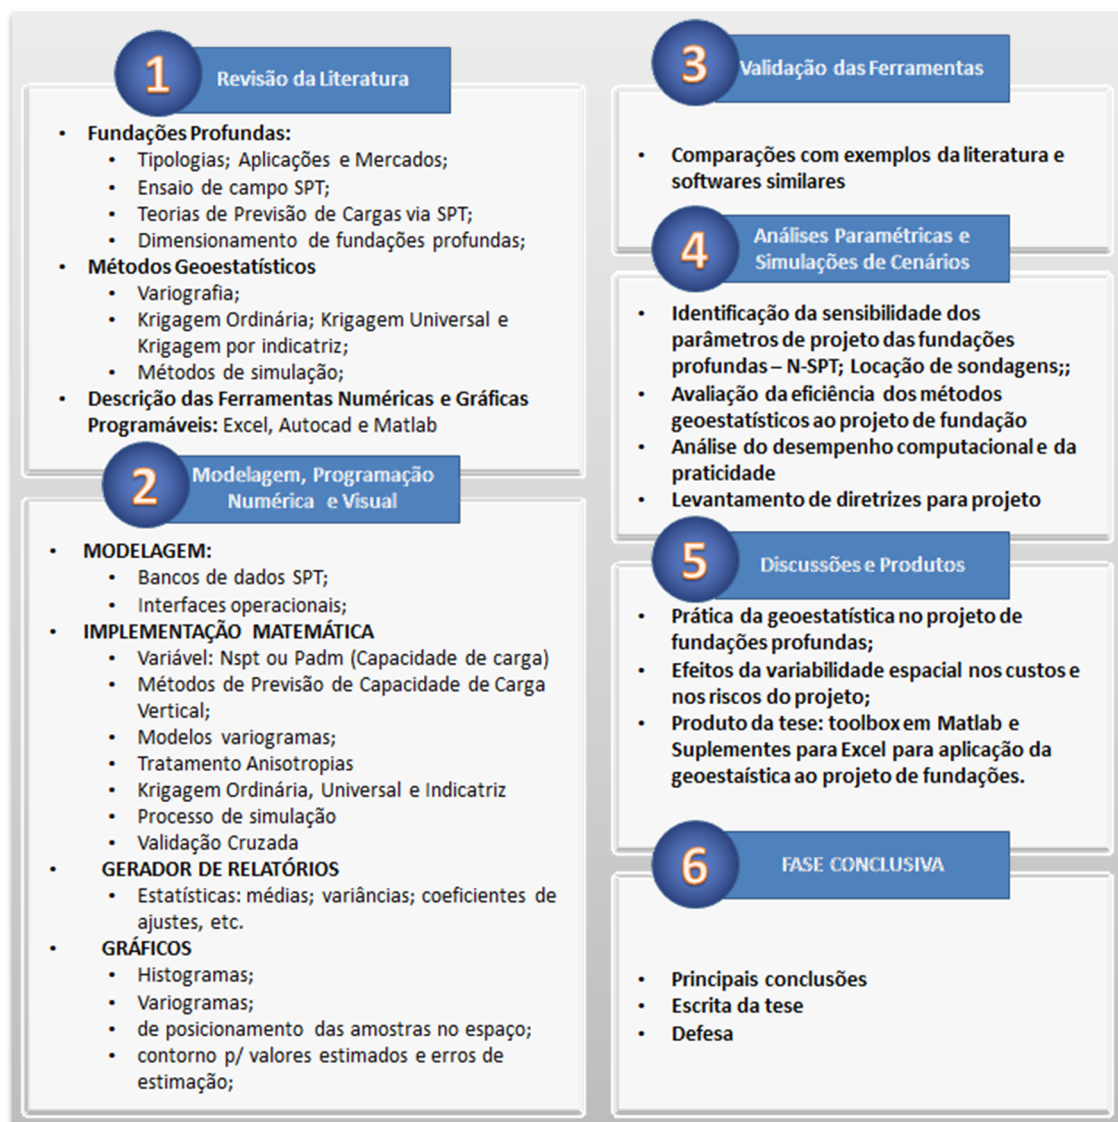 1
Revisão da Literatura
• Fundações Profundas:
• Tipologias; Aplicações e Mercados;
• Ensaio de campo SPT;
• Teorias de Previsão de Cargas via SPT;
• Dimensionamento de fundações profundas;
• Métodos Geoestatísticos
• Variografia;
• Krigagem Ordinária; Krigagem Universal e
Krigagem por indicatriz;
• Métodos de simulação;
• Descrição das Ferramentas Numéricas e Gráficas
Programáveis: Excel, Autocad e Matlab
2
Modelagem, Programação
Numérica e Visual
• MODELAGEM:
• Bancos de dados SPT;
• Interfaces operacionais;
• IMPLEMENTAÇÃO MATEMÁTICA
• Variável: Nspt ou Padm (Capacidade de carga)
• Métodos de Previsão de Capacidade de Carga
Vertical;
• Modelos variogramas;
• Tratamento Anisotropias
• Krigagem Ordinária, Universal e Indicatriz
• Processo de simulação
• Validação Cruzada
• GERADOR DE RELATÓRIOS
• Estatísticas: médias; variâncias; coeficientes de
ajustes, etc.
• GRÁFICOS
• Histogramas;
• Variogramas;
• de posicionamento das amostras no espaço;
• contorno p/ valores estimados e erros de
estimação;
3
Validação das Ferramentas
• Comparações com exemplos da literatura e
softwares similares
4
Análises Paramétricas e
Simulações de Cenários
• Identificação da sensibilidade dos
parâmetros de projeto das fundações
profundas – N-SPT; Locação de sondagens;;
• Avaliação da eficiência dos métodos
geoestatísticos ao projeto de fundação
• Análise do desempenho computacional e da
praticidade
• Levantamento de diretrizes para projeto
5
Discussões e Produtos
• Prática da geoestatística no projeto de
fundações profundas;
• Efeitos da variabilidade espacial nos custos e
nos riscos do projeto;
• Produto da tese: toolbox em Matlab e
Suplementes para Excel para aplicação da
geoestaística ao projeto de fundações.
6
FASE CONCLUSIVA
• Principais conclusões
• Escrita da tese
• Defesa